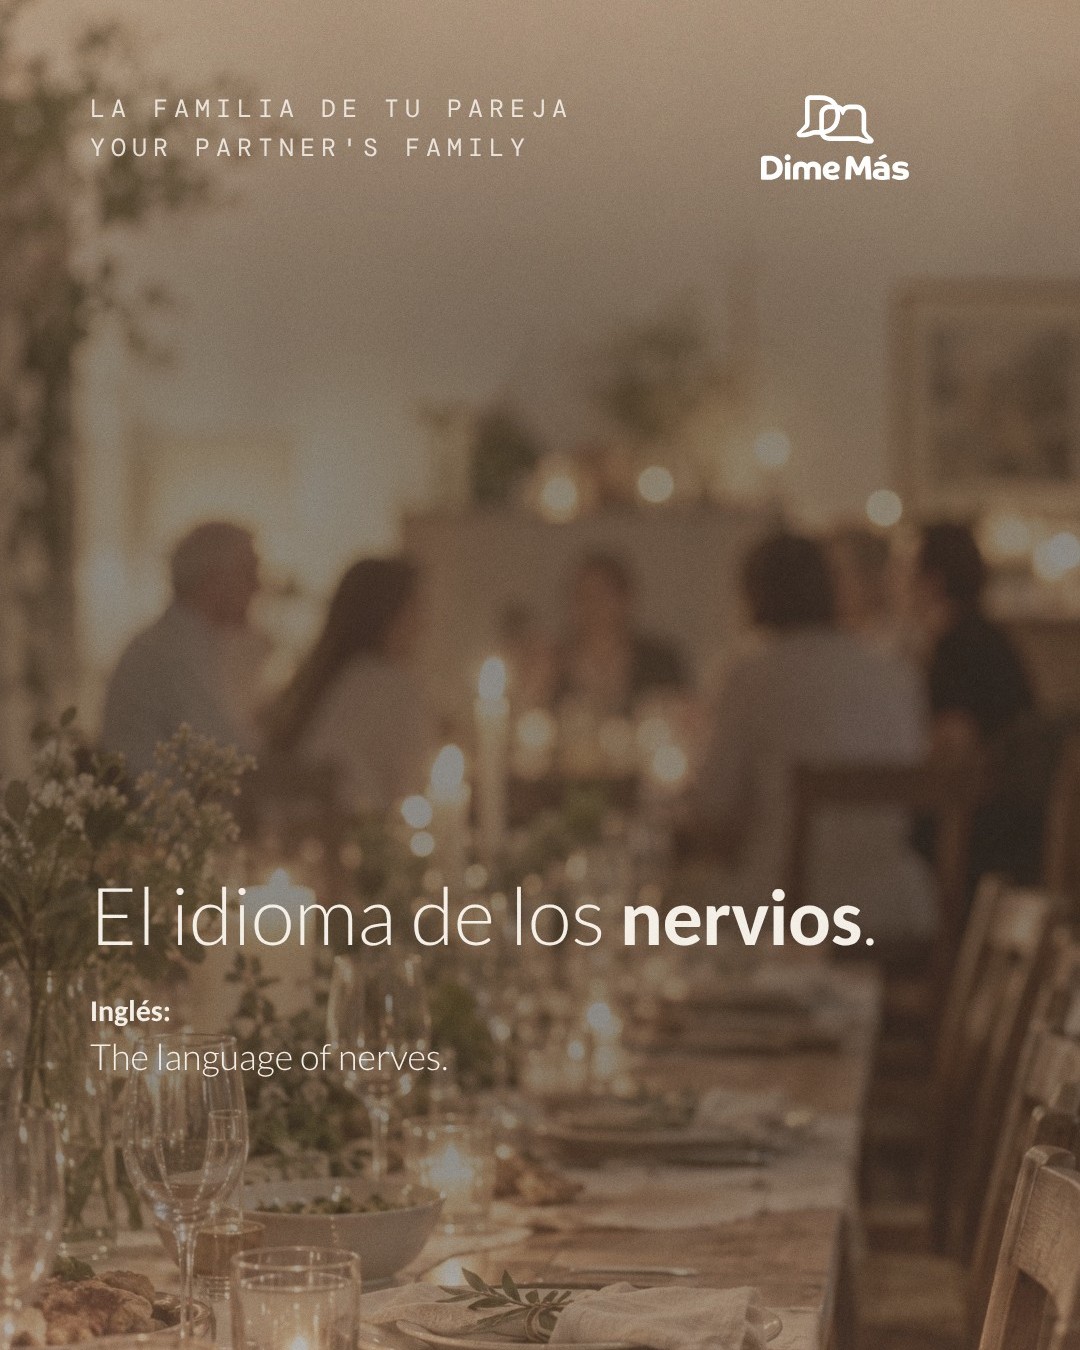 LA FAMILIA DE TU PAREJA
YOUR PARTNER'S FAMILY
Dime Más
El idioma de los nervios.
Inglés:
The language of nerves.